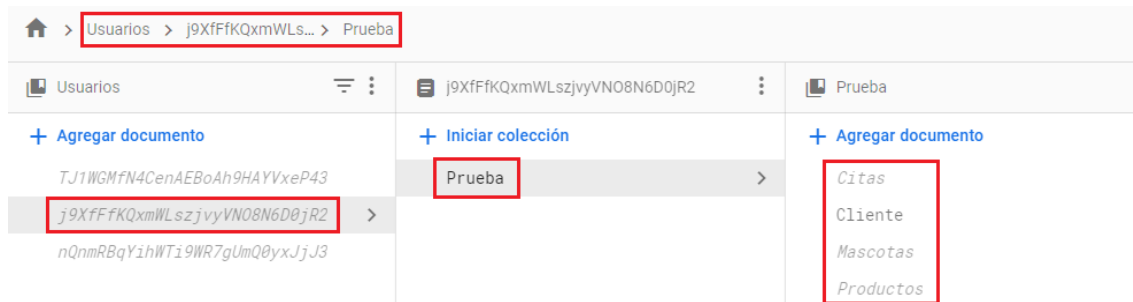 Usuarios > j9XfFfKQxmWLs... > Prueba
Usuarios
j9XfFfKQxmWLszjvyVNO8N6D0jR2
Prueba
+ Agregar documento
+ Iniciar colección
+ Agregar documento
TJ1WGMfN4CenAEBoAh9HAYVxeP43
Prueba
Citas
j9XfFfKQxmWLszjvyVNO8N6D0jR2
Cliente
nQnmRBqYihWTi9WR7gUmQ0yxJjJ3
Mascotas
Productos